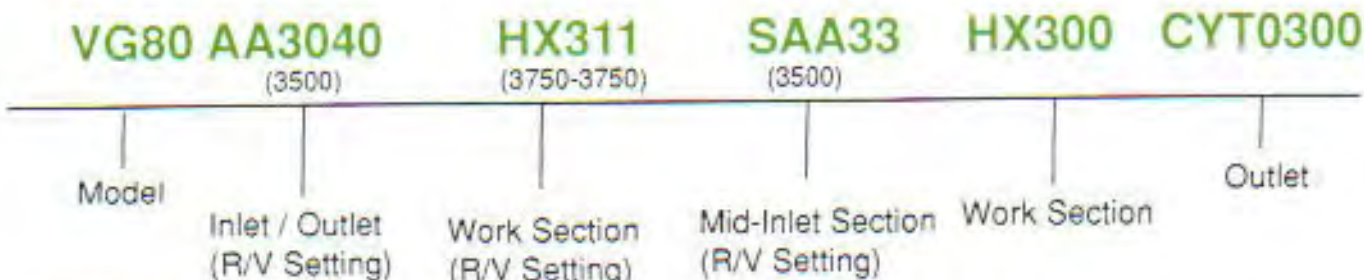 VG80 AA3040 HX311 SAA33 HX300 CYT0300
(3500) (3750-3750) (3500)
Model
Inlet / Outlet
(R/V Setting)
Work Section
(R/V Setting)
Mid-Inlet Section
(R/V Setting)
Work Section
Outlet